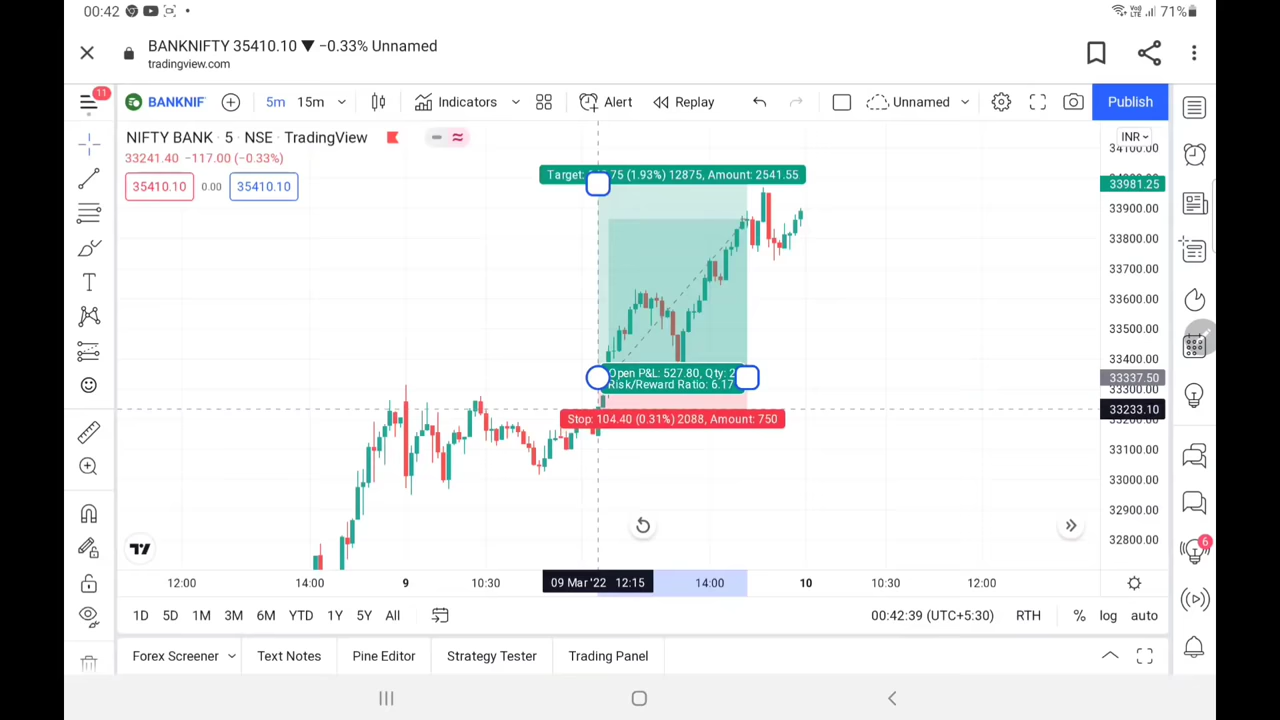 00:42
71%
BANKNIFTY 35410.10 ▼ −0.33% Unnamed
tradingview.com
11
BANKNIF
5m 15m
Indicators
Alert
Replay
Unnamed
Publish
NIFTY BANK · 5 · NSE · TradingView
INR
33241.40 −117.00 (−0.33%)
35410.10 0.00 35410.10
Target: 75 (1.93%) 12875, Amount: 2541.55
Open P&L: 527.80, Qty: 2
Risk/Reward Ratio: 6.17
Stop: 104.40 (0.31%) 2088, Amount: 750
34100.00
33981.25
33900.00
33800.00
33700.00
33600.00
33500.00
33400.00
33337.50
33300.00
33233.10
33100.00
33000.00
32900.00
32800.00
12:00 14:00 9 10:30 09 Mar '22 12:15 14:00 10 10:30 12:00
6
1D 5D 1M 3M 6M YTD 1Y 5Y All
00:42:39 (UTC+5:30) RTH % log auto
Forex Screener Text Notes Pine Editor Strategy Tester Trading Panel